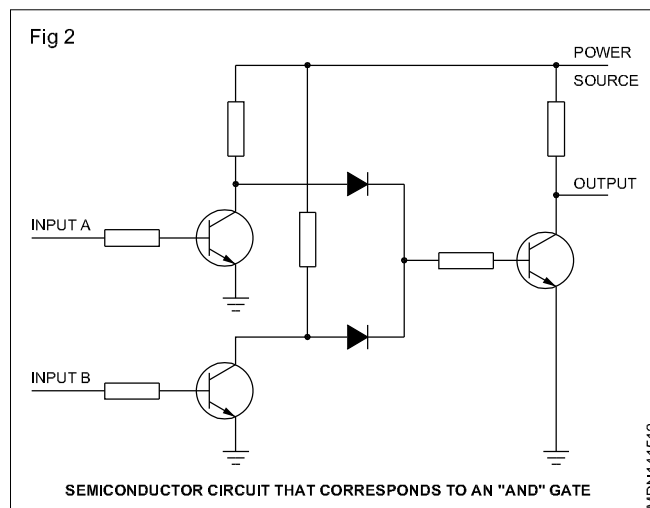 Fig 2
POWER
SOURCE
OUTPUT
INPUT A
INPUT B
SEMICONDUCTOR CIRCUIT THAT CORRESPONDS TO AN "AND" GATE